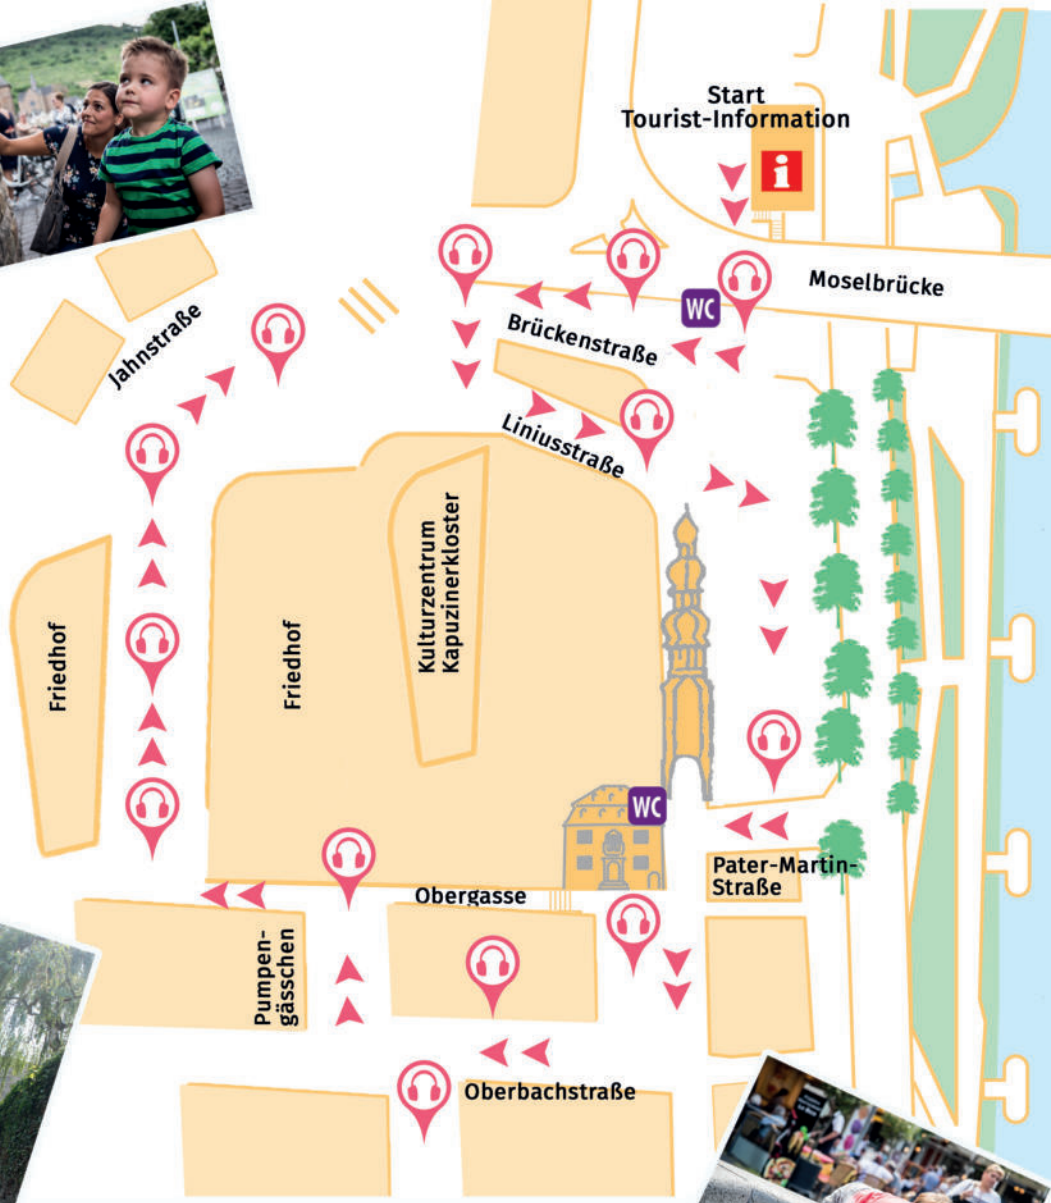 Start
Tourist-Information
i
Moselbrücke
WC
Brückenstraße
Jahnstraße
Liniusstraße
Kulturzentrum
Kapuzinerkloster
Friedhof
Friedhof
WC
Pater-Martin-
Straße
Obergasse
Pumpen-
gässchen
Oberbachstraße